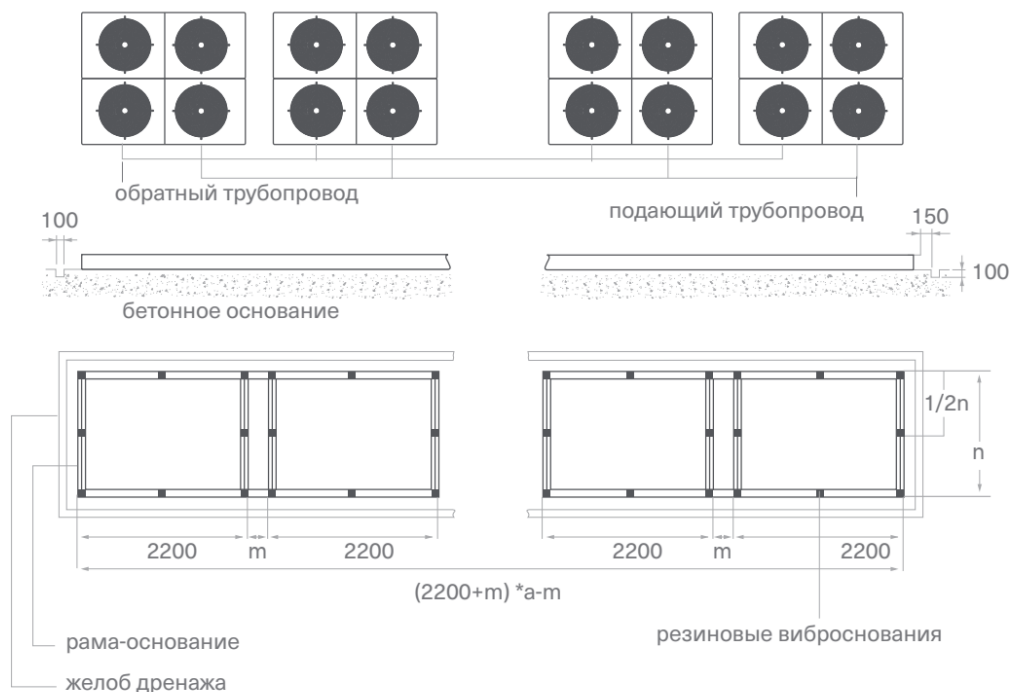 обратный трубопровод
подающий трубопровод
100
150
100
бетонное основание
1/2n
n
2200 m 2200
2200 m 2200
(2200+m) *a-m
рама-основание
резиновые виброснования
желоб дренажа